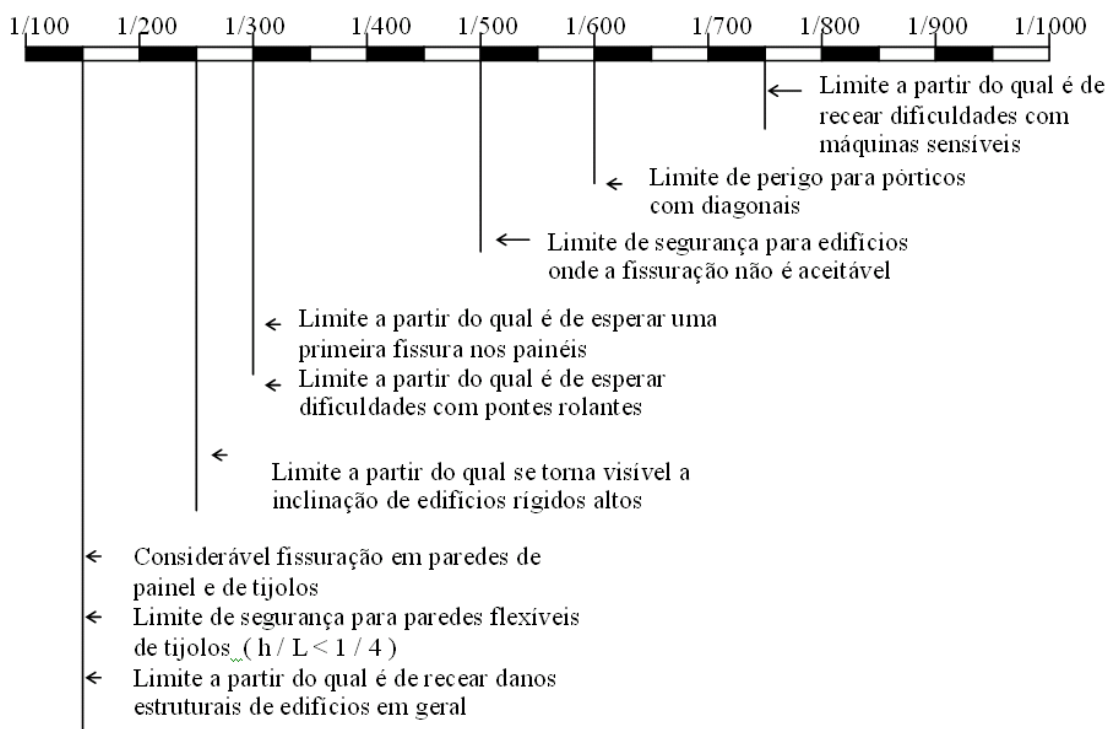 1/100 1/200 1/300 1/400 1/500 1/600 1/700 1/800 1/900 1/1000
Limite a partir do qual é de
recear dificuldades com
máquinas sensíveis
Limite de perigo para pórticos
com diagonais
Limite de segurança para edifícios
onde a fissuração não é aceitável
Limite a partir do qual é de esperar uma
primeira fissura nos painéis
Limite a partir do qual é de esperar
dificuldades com pontes rolantes
Limite a partir do qual se torna visível a
inclinação de edifícios rígidos altos
Considerável fissuração em paredes de
painel e de tijolos
Limite de segurança para paredes flexíveis
de tijolos ( h / L < 1 / 4 )
Limite a partir do qual é de recear danos
estruturais de edifícios em geral